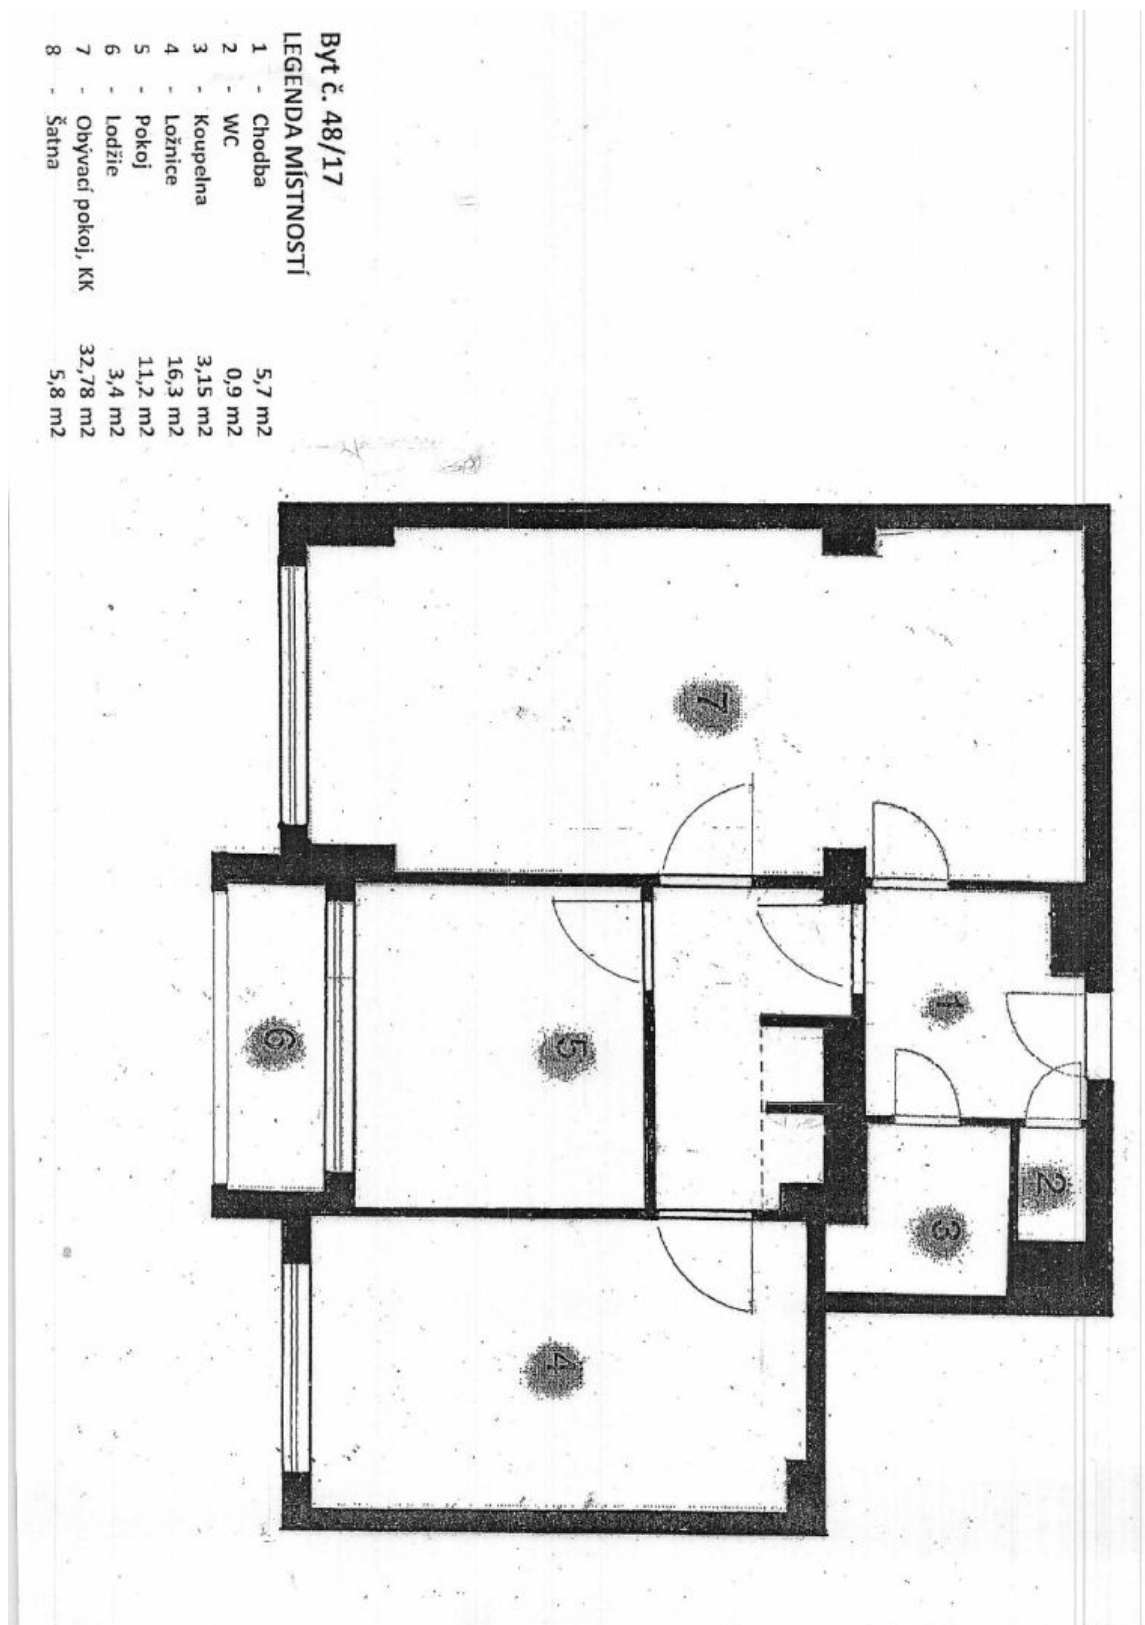 Byt č. 48/17
LEGENDA MÍSTNOSTÍ
1 - Chodba 5,7 m2
2 - WC 0,9 m2
3 - Koupelna 3,15 m2
4 - Ložnice 16,3 m2
5 - Pokoj 11,2 m2
6 - Lodžie 3,4 m2
7 - Obývací pokoj, KK 32,78 m2
8 - Šatna 5,8 m2
7
1
6
5
2
3
4